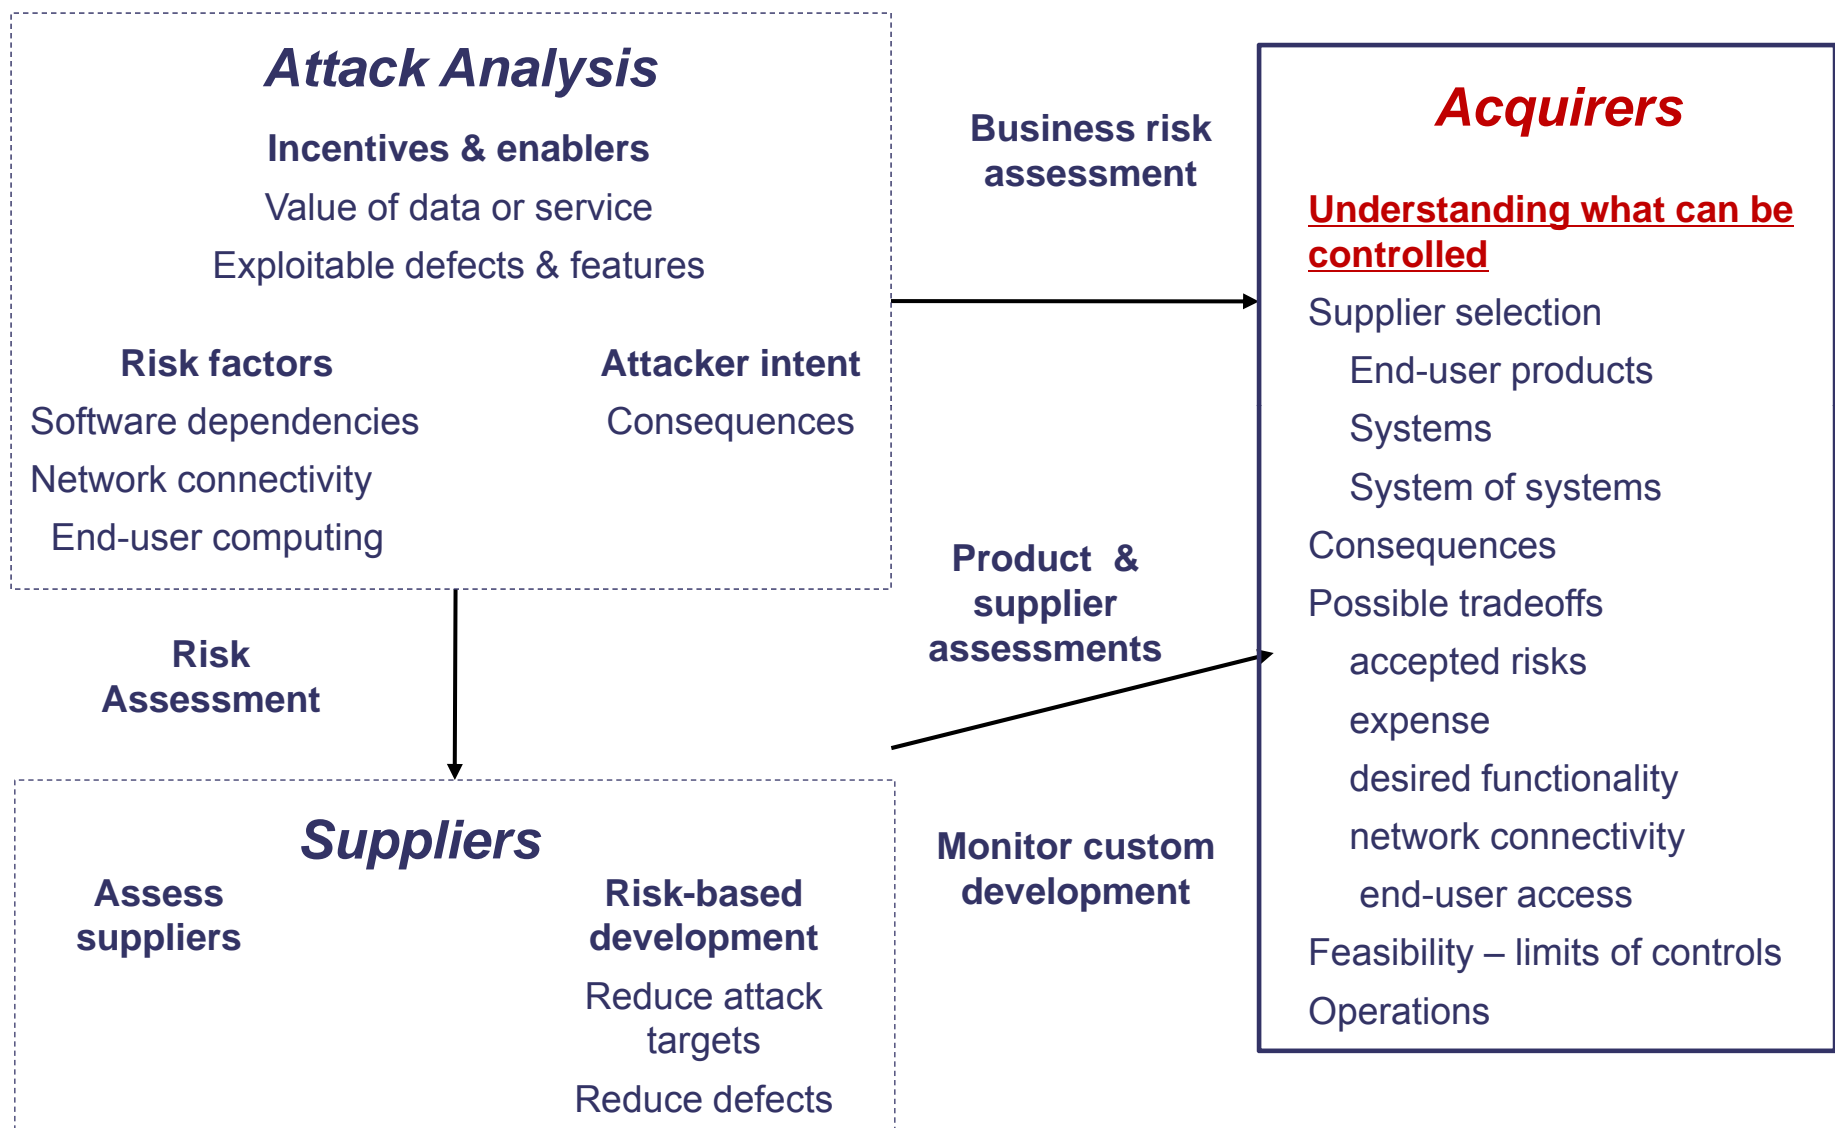 Attack Analysis
Incentives & enablers
Value of data or service
Exploitable defects & features
Risk factors
Software dependencies
Network connectivity
End-user computing
Attacker intent
Consequences
Business risk
assessment
Risk
Assessment
Product &
supplier
assessments
Suppliers
Assess
suppliers
Risk-based
development
Reduce attack
targets
Reduce defects
Monitor custom
development
Acquirers
Understanding what can be
controlled
Supplier selection
End-user products
Systems
System of systems
Consequences
Possible tradeoffs
accepted risks
expense
desired functionality
network connectivity
end-user access
Feasibility – limits of controls
Operations